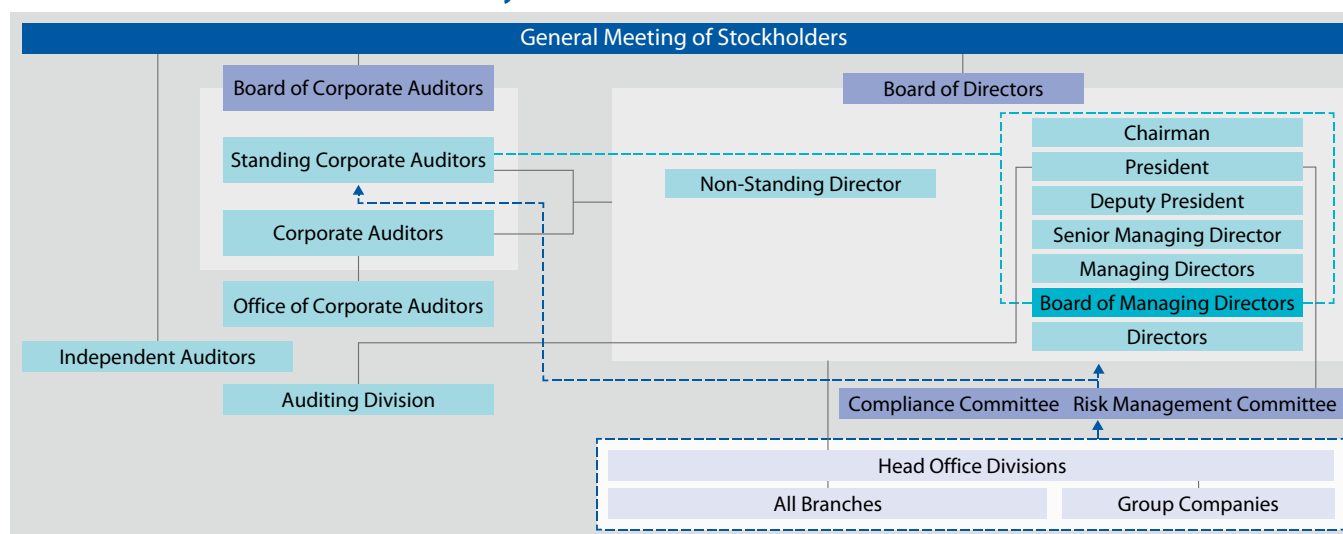 General Meeting of Stockholders
Board of Corporate Auditors
Board of Directors
Standing Corporate Auditors
Corporate Auditors
Office of Corporate Auditors
Independent Auditors
Auditing Division
Non-Standing Director
Chairman
President
Deputy President
Senior Managing Director
Managing Directors
Board of Managing Directors
Directors
Compliance Committee
Risk Management Committee
Head Office Divisions
All Branches
Group Companies